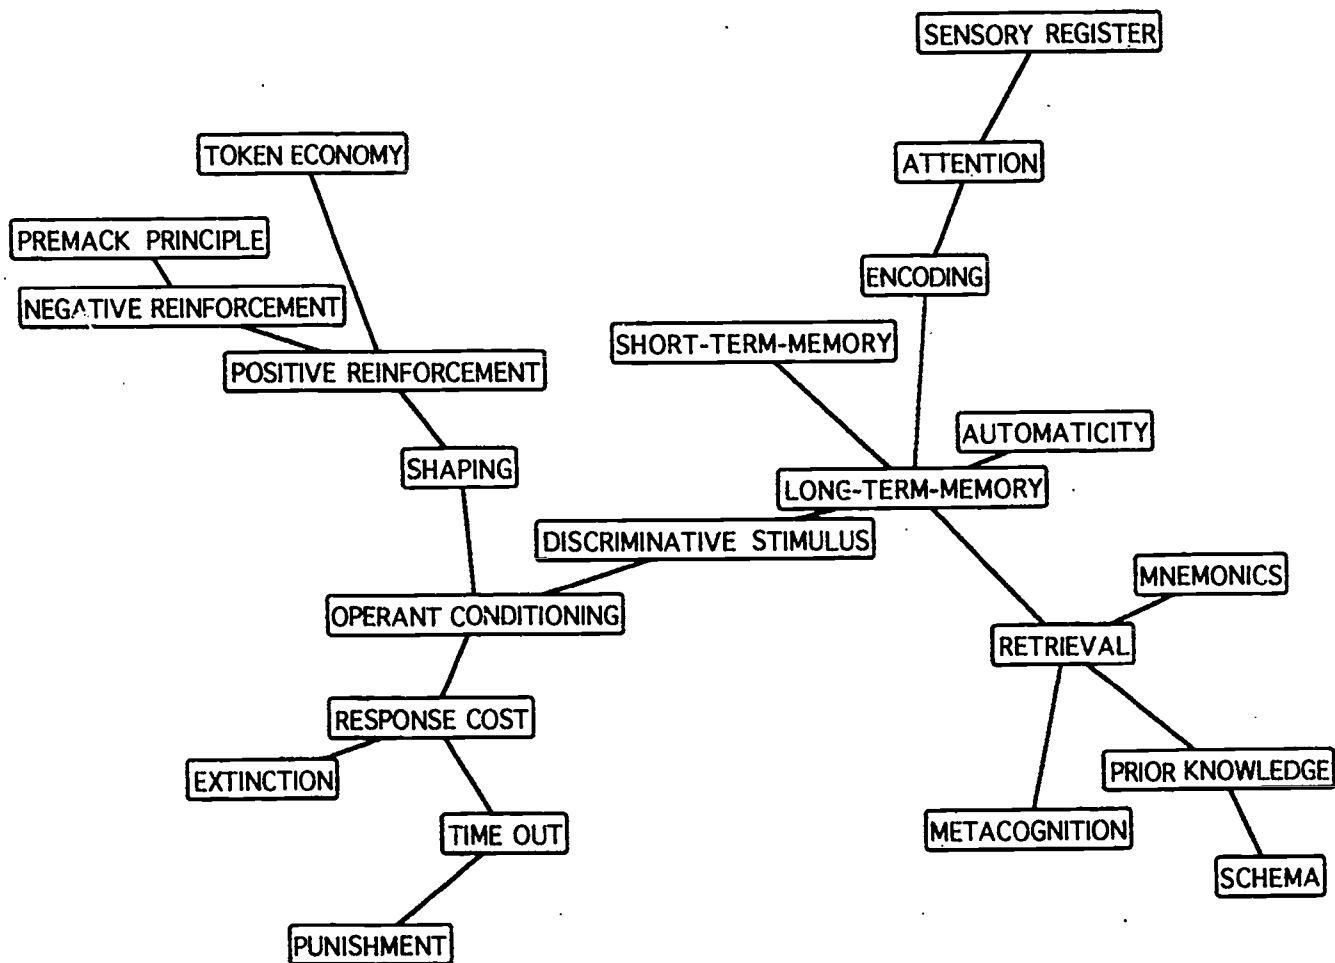 SENSORY REGISTER
TOKEN ECONOMY
ATTENTION
PREMACK PRINCIPLE
ENCODING
NEGATIVE REINFORCEMENT
SHORT-TERM-MEMORY
POSITIVE REINFORCEMENT
AUTOMATICITY
SHAPING
LONG-TERM-MEMORY
DISCRIMINATIVE STIMULUS
MNEMONICS
OPERANT CONDITIONING
RETRIEVAL
RESPONSE COST
EXTINCTION
PRIOR KNOWLEDGE
TIME OUT
METACOGNITION
SCHEMA
PUNISHMENT